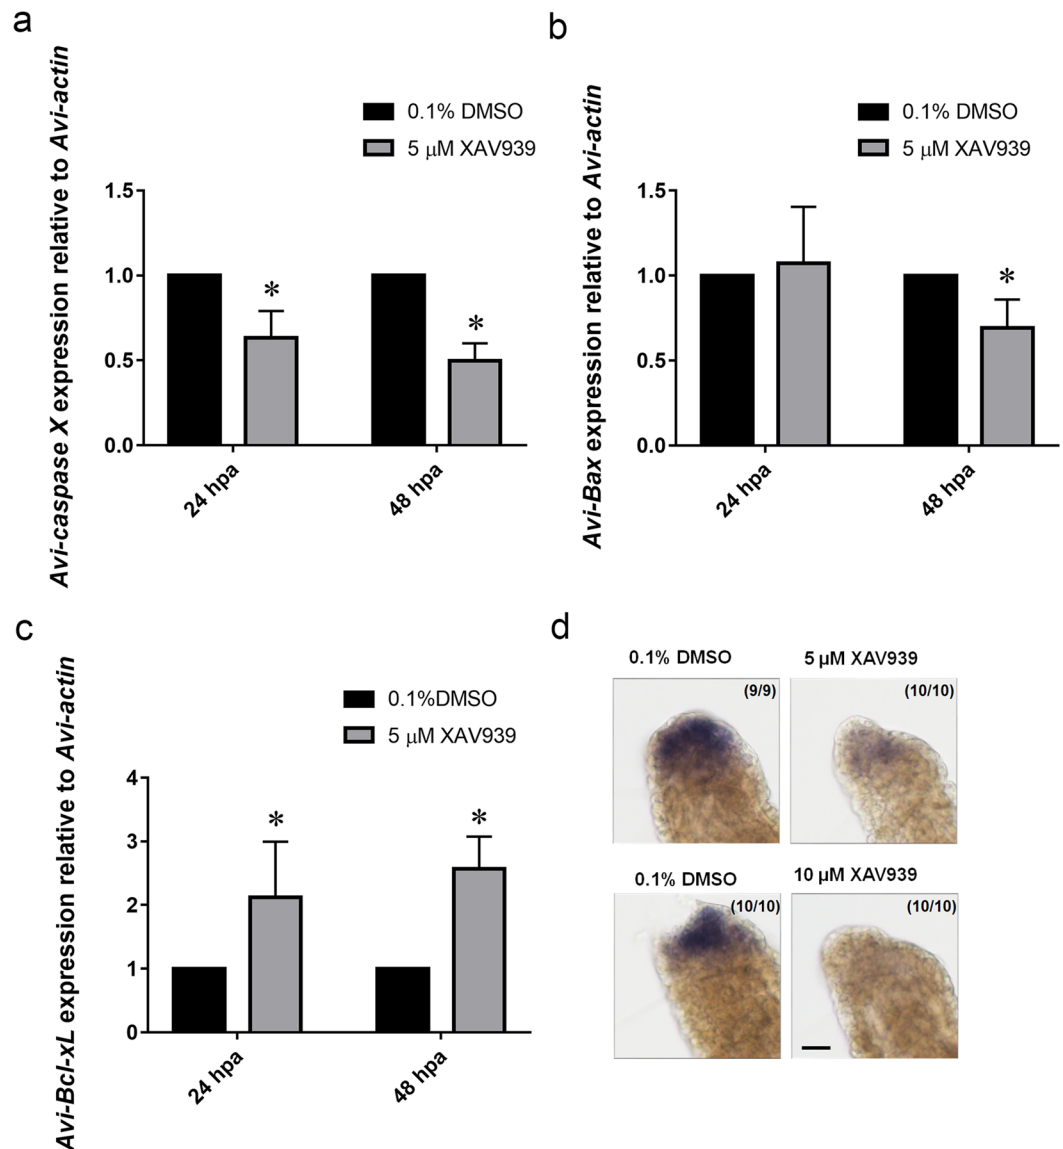 a
Avi-caspase X expression relative to Avi-actin
0.1% DMSO
5 μM XAV939
1.5
1.0
0.5
0.0
24 hpa
48 hpa
*
*
b
Avi-Bax expression relative to Avi-actin
0.1% DMSO
5 μM XAV939
1.5
1.0
0.5
0.0
24 hpa
48 hpa
*
c
Avi-Bcl-xL expression relative to Avi-actin
0.1%DMSO
5 μM XAV939
4
3
2
1
0
24 hpa
48 hpa
*
*
d
0.1% DMSO
5 μM XAV939
(9/9)
(10/10)
0.1% DMSO
10 μM XAV939
(10/10)
(10/10)